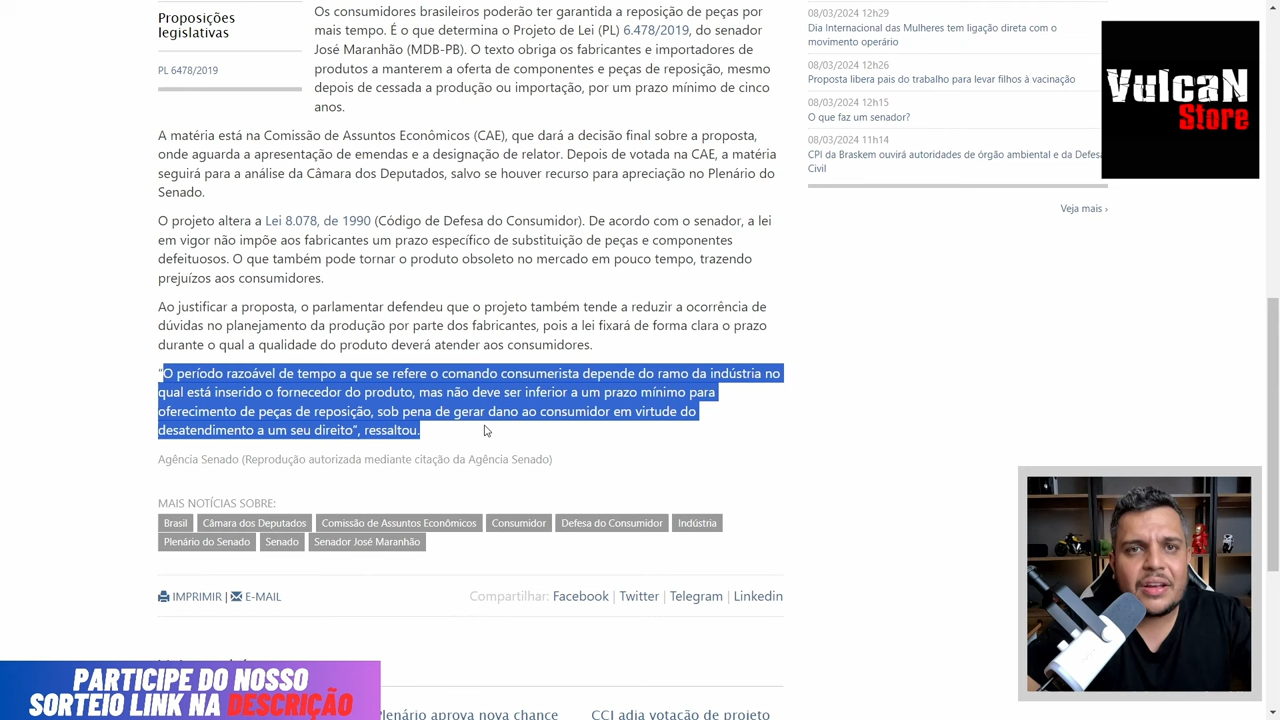 Proposições
legislativas
PL 6478/2019
Os consumidores brasileiros poderão ter garantida a reposição de peças por
mais tempo. É o que determina o Projeto de Lei (PL) 6.478/2019, do senador
José Maranhão (MDB-PB). O texto obriga os fabricantes e importadores de
produtos a manterem a oferta de componentes e peças de reposição, mesmo
depois de cessada a produção ou importação, por um prazo mínimo de cinco
anos.
A matéria está na Comissão de Assuntos Econômicos (CAE), que dará a decisão final sobre a proposta,
onde aguarda a apresentação de emendas e a designação de relator. Depois de votada na CAE, a matéria
seguirá para a análise da Câmara dos Deputados, salvo se houver recurso para apreciação no Plenário do
Senado.
O projeto altera a Lei 8.078, de 1990 (Código de Defesa do Consumidor). De acordo com o senador, a lei
em vigor não impõe aos fabricantes um prazo específico de substituição de peças e componentes
defeituosos. O que também pode tornar o produto obsoleto no mercado em pouco tempo, trazendo
prejuízos aos consumidores.
Ao justificar a proposta, o parlamentar defendeu que o projeto também tende a reduzir a ocorrência de
dúvidas no planejamento da produção por parte dos fabricantes, pois a lei fixará de forma clara o prazo
durante o qual a qualidade do produto deverá atender aos consumidores.
“O período razoável de tempo a que se refere o comando consumerista depende do ramo da indústria no
qual está inserido o fornecedor do produto, mas não deve ser inferior a um prazo mínimo para
oferecimento de peças de reposição, sob pena de gerar dano ao consumidor em virtude do
desatendimento a um seu direito”, ressaltou.
Agência Senado (Reprodução autorizada mediante citação da Agência Senado)
MAIS NOTÍCIAS SOBRE:
Brasil Câmara dos Deputados Comissão de Assuntos Econômicos Consumidor Defesa do Consumidor Indústria
Plenário do Senado Senado Senador José Maranhão
IMPRIMIR | E-MAIL
Compartilhar: Facebook | Twitter | Telegram | Linkedin
Plenário aprova nova chance
CCJ adia votação de projeto
08/03/2024 12h29
Dia Internacional das Mulheres tem ligação direta com o
movimento operário
08/03/2024 12h26
Proposta libera pais do trabalho para levar filhos à vacinação
08/03/2024 12h15
O que faz um senador?
08/03/2024 11h14
CPI da Braskem ouvirá autoridades de órgão ambiental e da Defesa
Civil
Veja mais ›
VulcaN
Store
PARTICIPE DO NOSSO
SORTEIO LINK NA DESCRIÇÃO